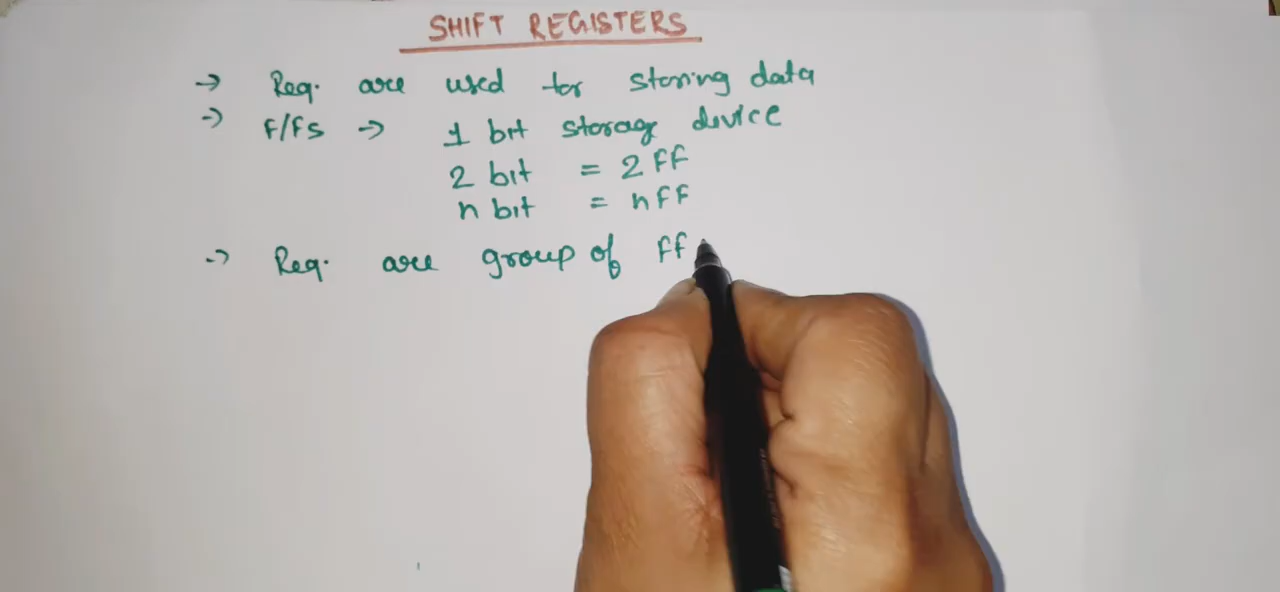 SHIFT REGISTERS
→ Reg. are used for storing data
→ F/Fs → 1 bit storage device
2 bit = 2 FF
n bit = n FF
→ Reg. are group of FF